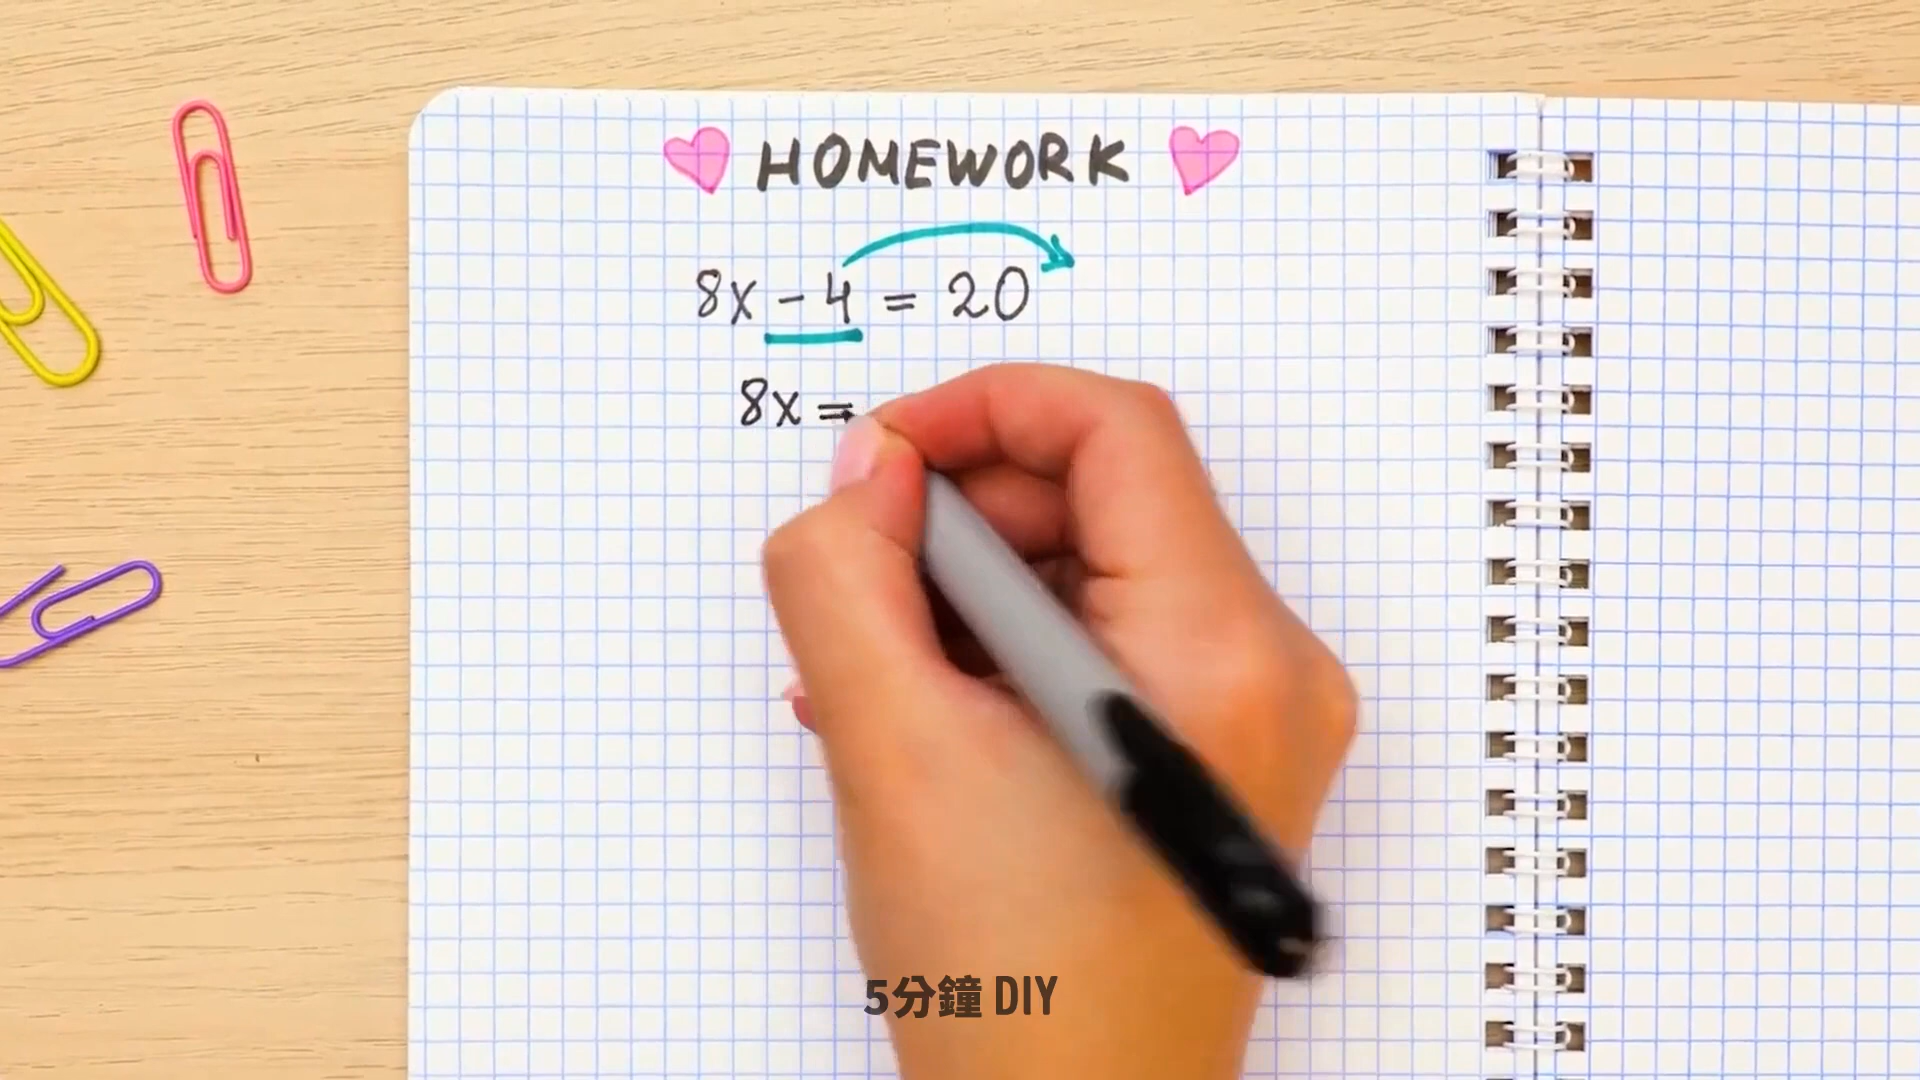 HOMEWORK
8x - 4 = 20
8x =
5分鐘 DIY